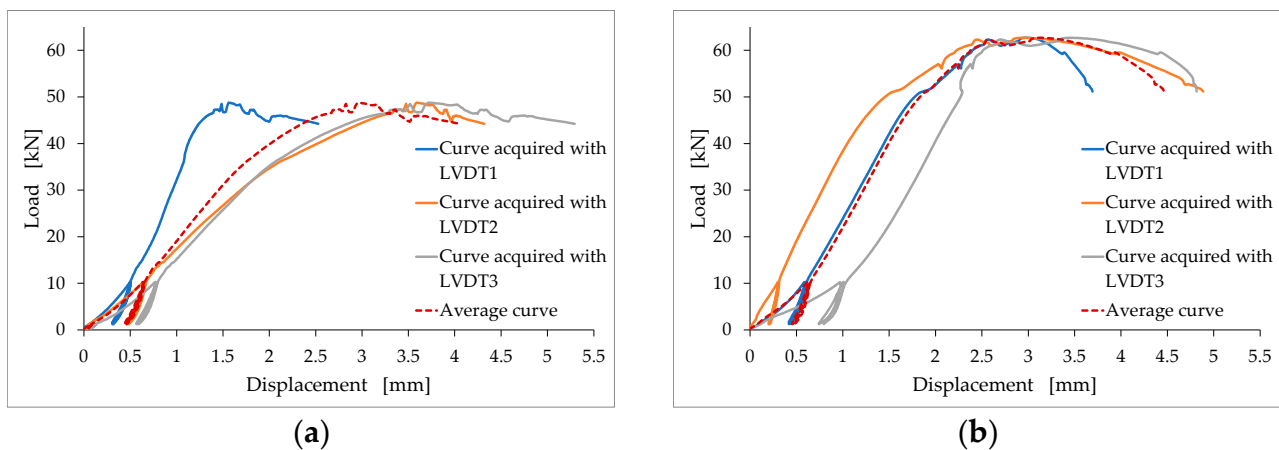 60
50
40
30
20
10
0
Load [kN]
0 0.5 1 1.5 2 2.5 3 3.5 4 4.5 5 5.5
Displacement [mm]
Curve acquired with
LVDT1
Curve acquired with
LVDT2
Curve acquired with
LVDT3
Average curve
(a)
60
50
40
30
20
10
0
Load [kN]
0 0.5 1 1.5 2 2.5 3 3.5 4 4.5 5 5.5
Displacement [mm]
Curve acquired with
LVDT1
Curve acquired with
LVDT2
Curve acquired with
LVDT3
Average curve
(b)